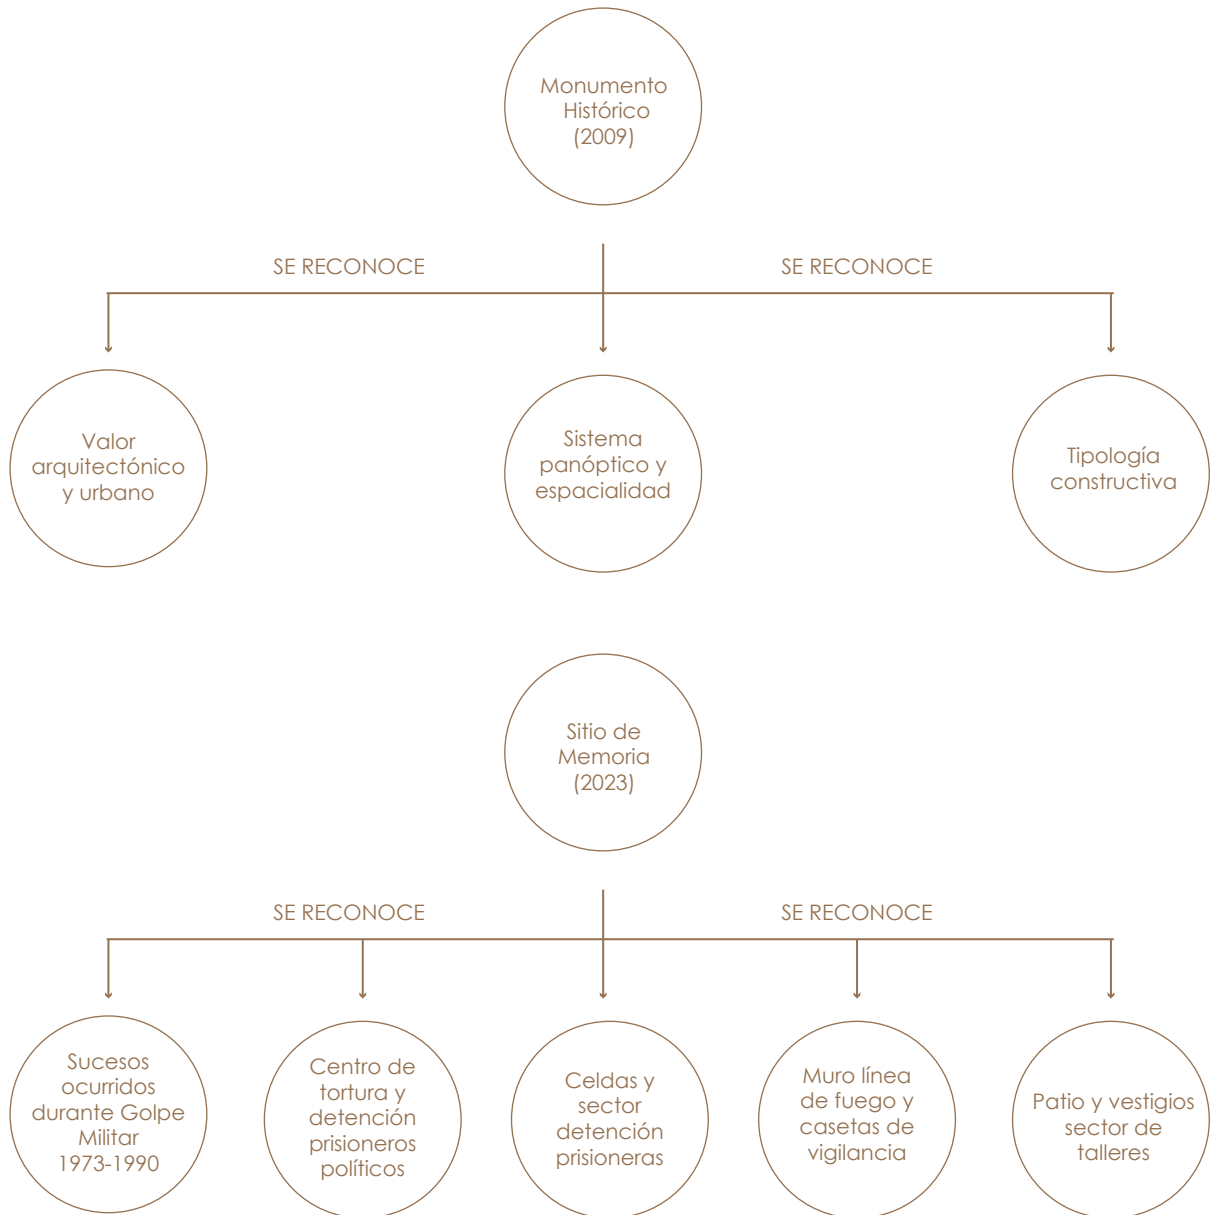 Monumento
Histórico
(2009)
SE RECONOCE
SE RECONOCE
Valor
arquitectónico
y urbano
Sistema
panóptico y
espacialidad
Tipología
constructiva
Sitio de
Memoria
(2023)
SE RECONOCE
SE RECONOCE
Sucesos
ocurridos
durante Golpe
Militar
1973-1990
Centro de
tortura y
detención
prisioneros
políticos
Celdas y
sector
detención
prisioneras
Muro línea
de fuego y
casetas de
vigilancia
Patio y vestigios
sector de
talleres